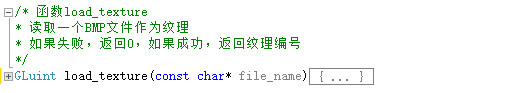 /* 函数load_texture
* 读取一个BMP文件作为纹理
* 如果失败，返回0，如果成功，返回纹理编号
*/
GLuint load_texture(const char* file_name){ ... }